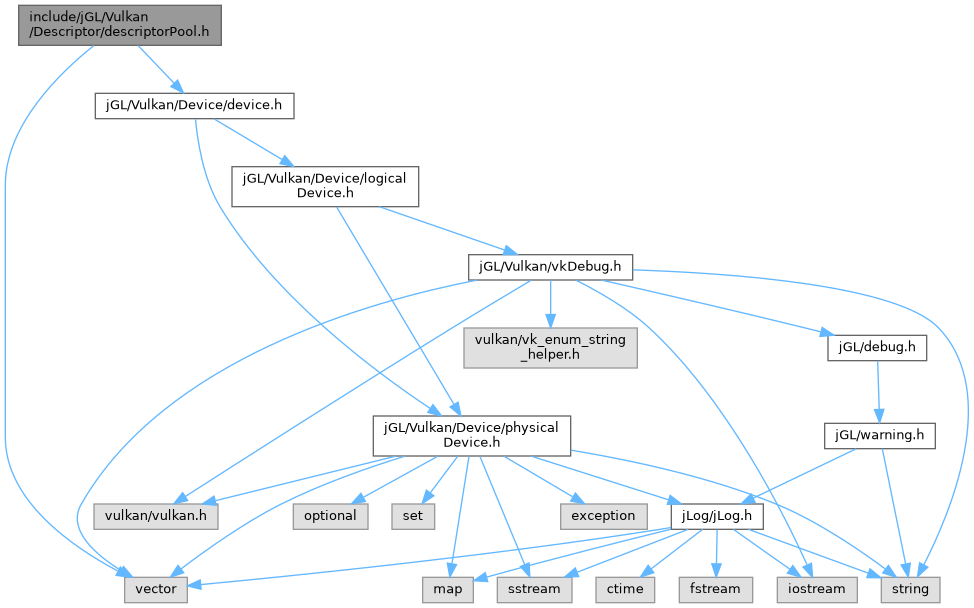 include/jGL/Vulkan
/Descriptor/descriptorPool.h
jGL/Vulkan/Device/device.h
jGL/Vulkan/Device/logical
Device.h
jGL/Vulkan/vkDebug.h
vulkan/vk_enum_string
_helper.h
jGL/debug.h
jGL/Vulkan/Device/physical
Device.h
jGL/warning.h
vulkan/vulkan.h
optional
set
exception
jLog/jLog.h
vector
map
sstream
ctime
fstream
iostream
string